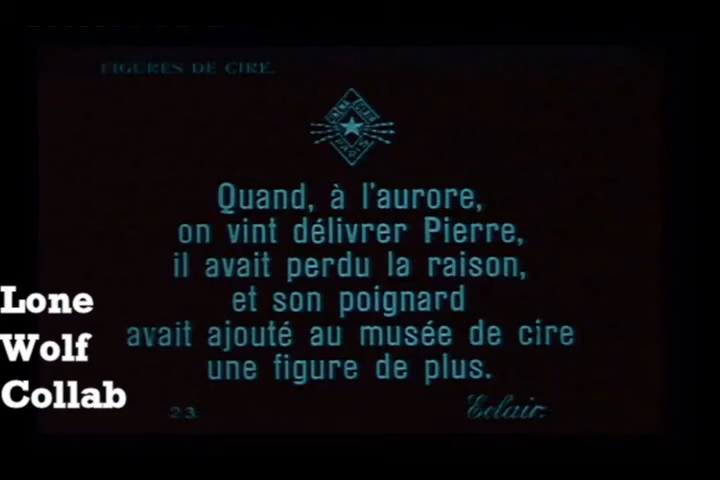 FIGURES DE CIRE.
PARIS
Quand, à l'aurore,
on vint délivrer Pierre,
il avait perdu la raison,
et son poignard
avait ajouté au musée de cire
une figure de plus.
Lone
Wolf
Collab
23
Eclair